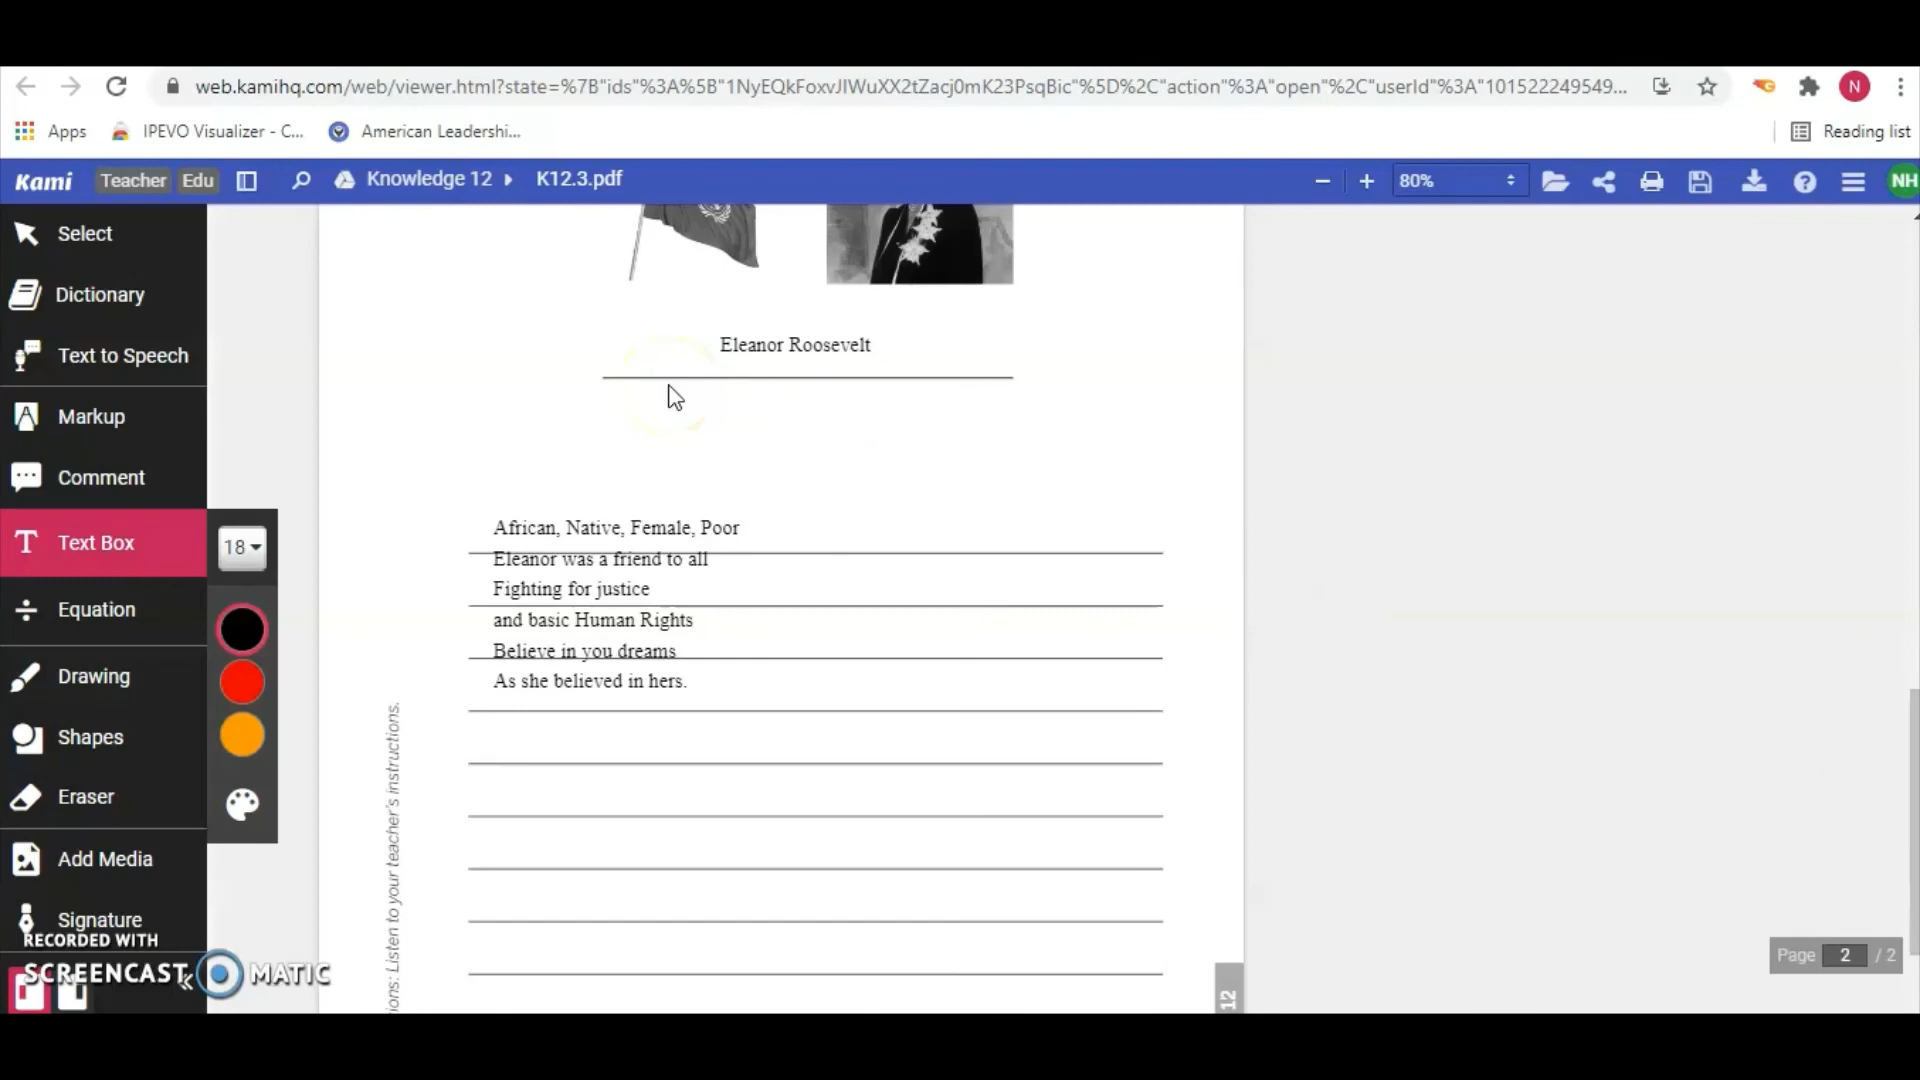 web.kamihq.com/web/viewer.html?state=%7B"ids"%3A%5B"1NyEQkFoxvJIWuXX2tZacj0mK23PsqBic"%5D%2C"action"%3A"open"%2C"userId"%3A"101522249549...
N
Apps
IPEVO Visualizer - C...
American Leadershi...
Reading list
Kami
Teacher
Edu
Knowledge 12
K12.3.pdf
80%
NH
Select
Dictionary
Text to Speech
Markup
Comment
Text Box
18
Equation
Drawing
Shapes
Eraser
Add Media
Signature
Eleanor Roosevelt
African, Native, Female, Poor
Eleanor was a friend to all
Fighting for justice
and basic Human Rights
Believe in you dreams
As she believed in hers.
ions: Listen to your teacher's instructions.
12
Page 2 / 2
RECORDED WITH
SCREENCAST MATIC